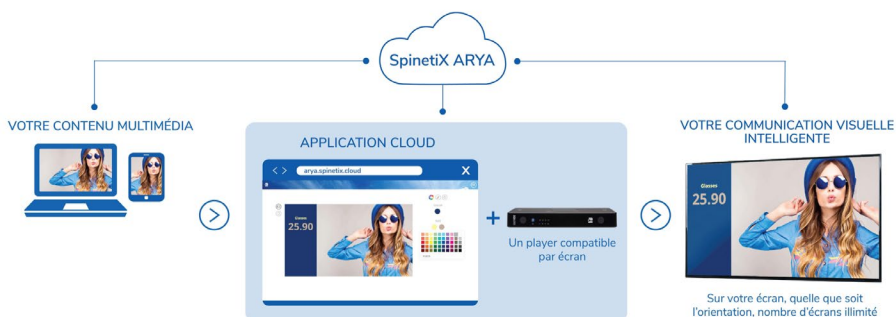 SpinetiX ARYA
VOTRE CONTENU MULTIMÉDIA
APPLICATION CLOUD
arya.spinetix.cloud
X
Glasses
25.90
+
Un player compatible
par écran
VOTRE COMMUNICATION VISUELLE
INTELLIGENTE
Glasses
25.90
Sur votre écran, quelle que soit
l'orientation, nombre d'écrans illimité